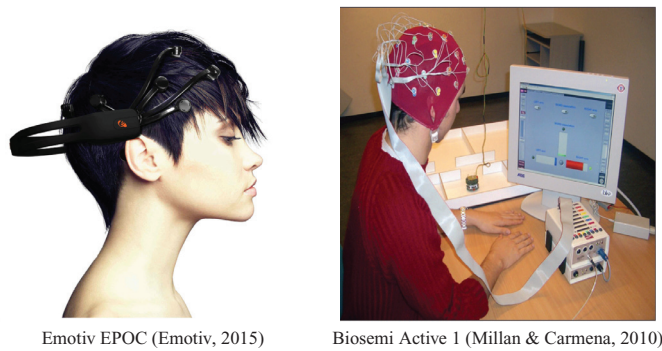 Emotiv EPOC (Emotiv, 2015)
Biosemi Active 1 (Millan & Carmena, 2010)